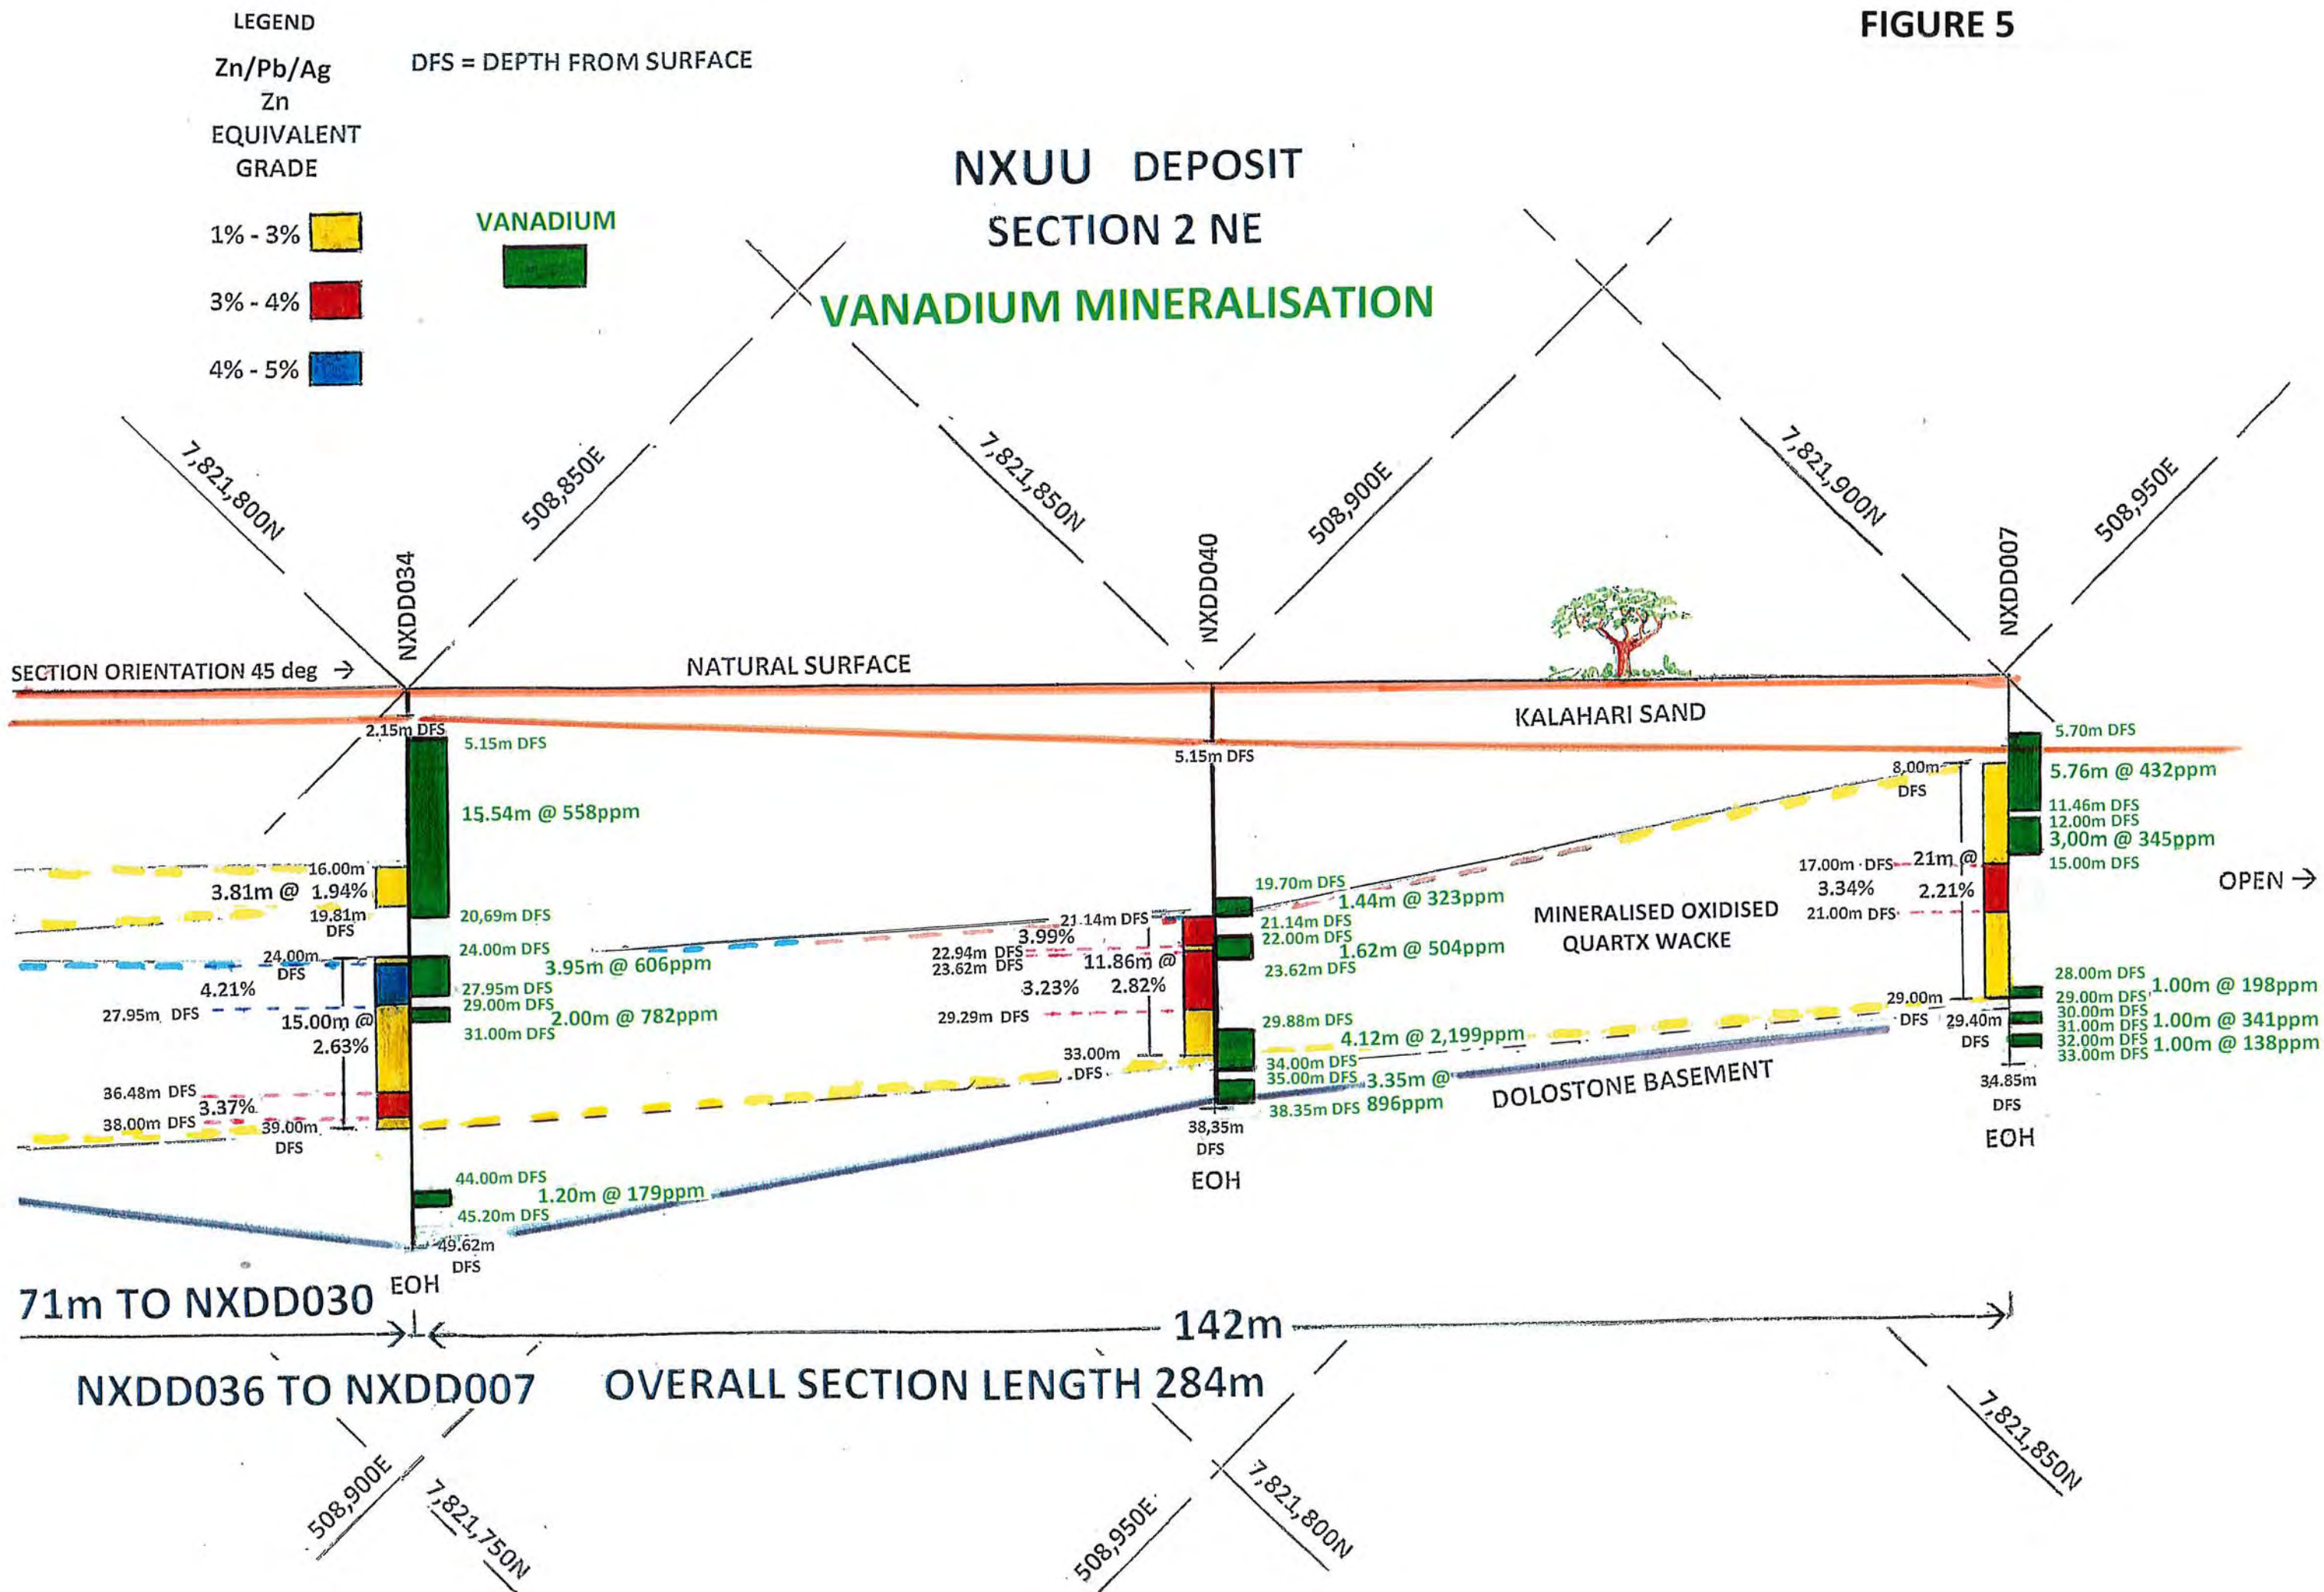 FIGURE 5
LEGEND
Zn/Pb/Ag
Zn
EQUIVALENT
GRADE
1% - 3%
3% - 4%
4% - 5%
DFS = DEPTH FROM SURFACE
VANADIUM
NXUU DEPOSIT
SECTION 2 NE
VANADIUM MINERALISATION
7,821,800N
508,850E
7,821,850N
508,900E
7,821,900N
508,950E
NXDD034
NXDD040
NXDD007
SECTION ORIENTATION 45 deg →
NATURAL SURFACE
KALAHARI SAND
2.15m DFS
5.15m DFS
15.54m @ 558ppm
16.00m
3.81m @ 1.94%
19.81m
DFS
20,69m DFS
24.00m DFS
24.00m
DFS
3.95m @ 606ppm
4.21%
27.95m DFS
27.95m DFS
29.00m DFS
2.00m @ 782ppm
15.00m @
2.63%
31.00m DFS
36.48m DFS
3.37%
38.00m DFS
39.00m
DFS
44.00m DFS
1.20m @ 179ppm
45.20m DFS
49.62m
DFS
EOH
5.15m DFS
19.70m DFS
1.44m @ 323ppm
21.14m DFS
21.14m DFS
3.99%
22.00m DFS
22.94m DFS
1.62m @ 504ppm
23.62m DFS
11.86m @
23.62m DFS
3.23%
2.82%
29.29m DFS
29.88m DFS
4.12m @ 2,199ppm
33.00m
DFS
34.00m DFS
35.00m DFS
3.35m @
38.35m DFS
896ppm
38,35m
DFS
EOH
MINERALISED OXIDISED
QUARTX WACKE
DOLOSTONE BASEMENT
5.70m DFS
8.00m
DFS
5.76m @ 432ppm
11.46m DFS
12.00m DFS
3,00m @ 345ppm
15.00m DFS
17.00m DFS
21m @
3.34%
2.21%
21.00m DFS
OPEN →
28.00m DFS
1.00m @ 198ppm
29.00m DFS
29.00m
DFS
29.40m
DFS
30.00m DFS
31.00m DFS
1.00m @ 341ppm
32.00m DFS
33.00m DFS
1.00m @ 138ppm
34.85m
DFS
EOH
71m TO NXDD030
142m
NXDD036 TO NXDD007
OVERALL SECTION LENGTH 284m
508,900E
7,821,750N
508,950E
7,821,800N
7,821,850N